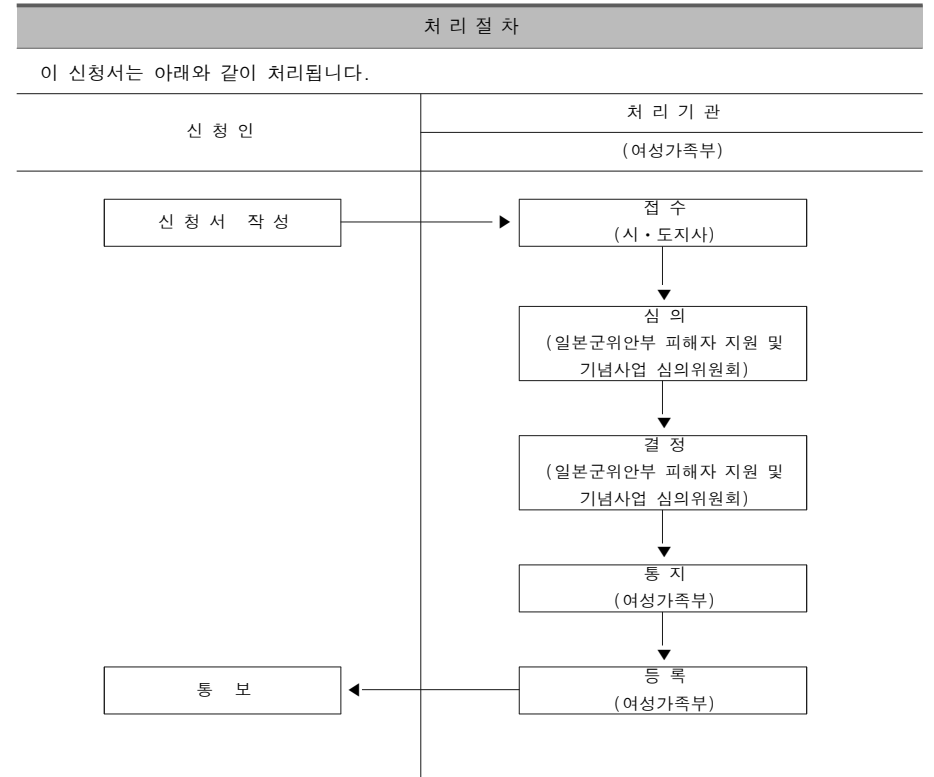 처 리 절 차
이 신청서는 아래와 같이 처리됩니다.
신 청 인
처 리 기 관
(여성가족부)
신 청 서 작 성
접 수
(시・도지사)
심 의
(일본군위안부 피해자 지원 및
기념사업 심의위원회)
결 정
(일본군위안부 피해자 지원 및
기념사업 심의위원회)
통 지
(여성가족부)
통 보
등 록
(여성가족부)